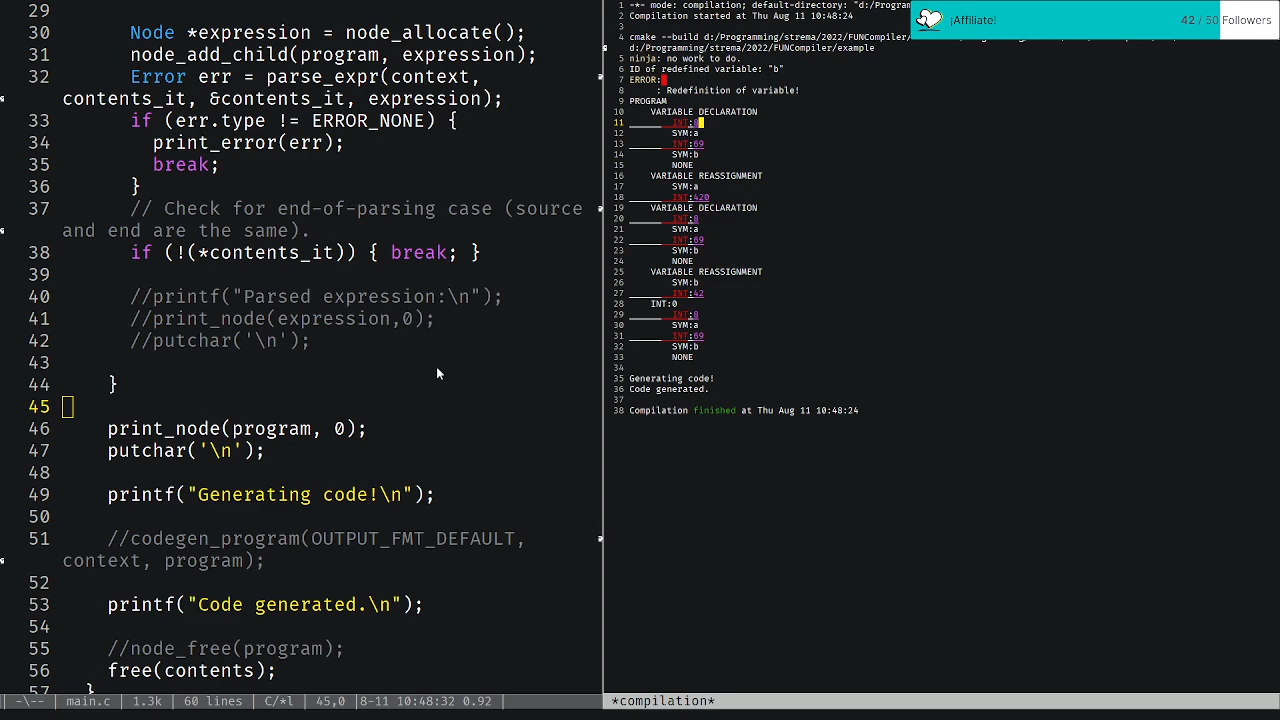 29
30 Node *expression = node_allocate();
31 node_add_child(program, expression);
32 Error err = parse_expr(context,
contents_it, &contents_it, expression);
33 if (err.type != ERROR_NONE) {
34 print_error(err);
35 break;
36 }
37 // Check for end-of-parsing case (source
and end are the same).
38 if (!(*contents_it)) { break; }
39
40 //printf("Parsed expression:\n");
41 //print_node(expression,0);
42 //putchar('\n');
43
44 }
45
46 print_node(program, 0);
47 putchar('\n');
48
49 printf("Generating code!\n");
50
51 //codegen_program(OUTPUT_FMT_DEFAULT,
context, program);
52
53 printf("Code generated.\n");
54
55 //node_free(program);
56 free(contents);
57 }
-\-- main.c 1.3k 60 lines C/*l 45,0 8-11 10:48:32 0.92
1 -*- mode: compilation; default-directory: "d:/Progra
2 Compilation started at Thu Aug 11 10:48:24
3
4 cmake --build d:/Programming/strema/2022/FUNCompiler/
d:/Programming/strema/2022/FUNCompiler/example
5 ninja: no work to do.
6 ID of redefined variable: "b"
7 ERROR:
8 : Redefinition of variable!
9 PROGRAM
10 VARIABLE DECLARATION
11 INT:8
12 SYM:a
13 INT:69
14 SYM:b
15 NONE
16 VARIABLE REASSIGNMENT
17 SYM:a
18 INT:420
19 VARIABLE DECLARATION
20 INT:8
21 SYM:a
22 INT:69
23 SYM:b
24 NONE
25 VARIABLE REASSIGNMENT
26 SYM:b
27 INT:42
28 INT:0
29 INT:8
30 SYM:a
31 INT:69
32 SYM:b
33 NONE
34
35 Generating code!
36 Code generated.
37
38 Compilation finished at Thu Aug 11 10:48:24
*compilation*
¡Affiliate! 42 / 50 Followers